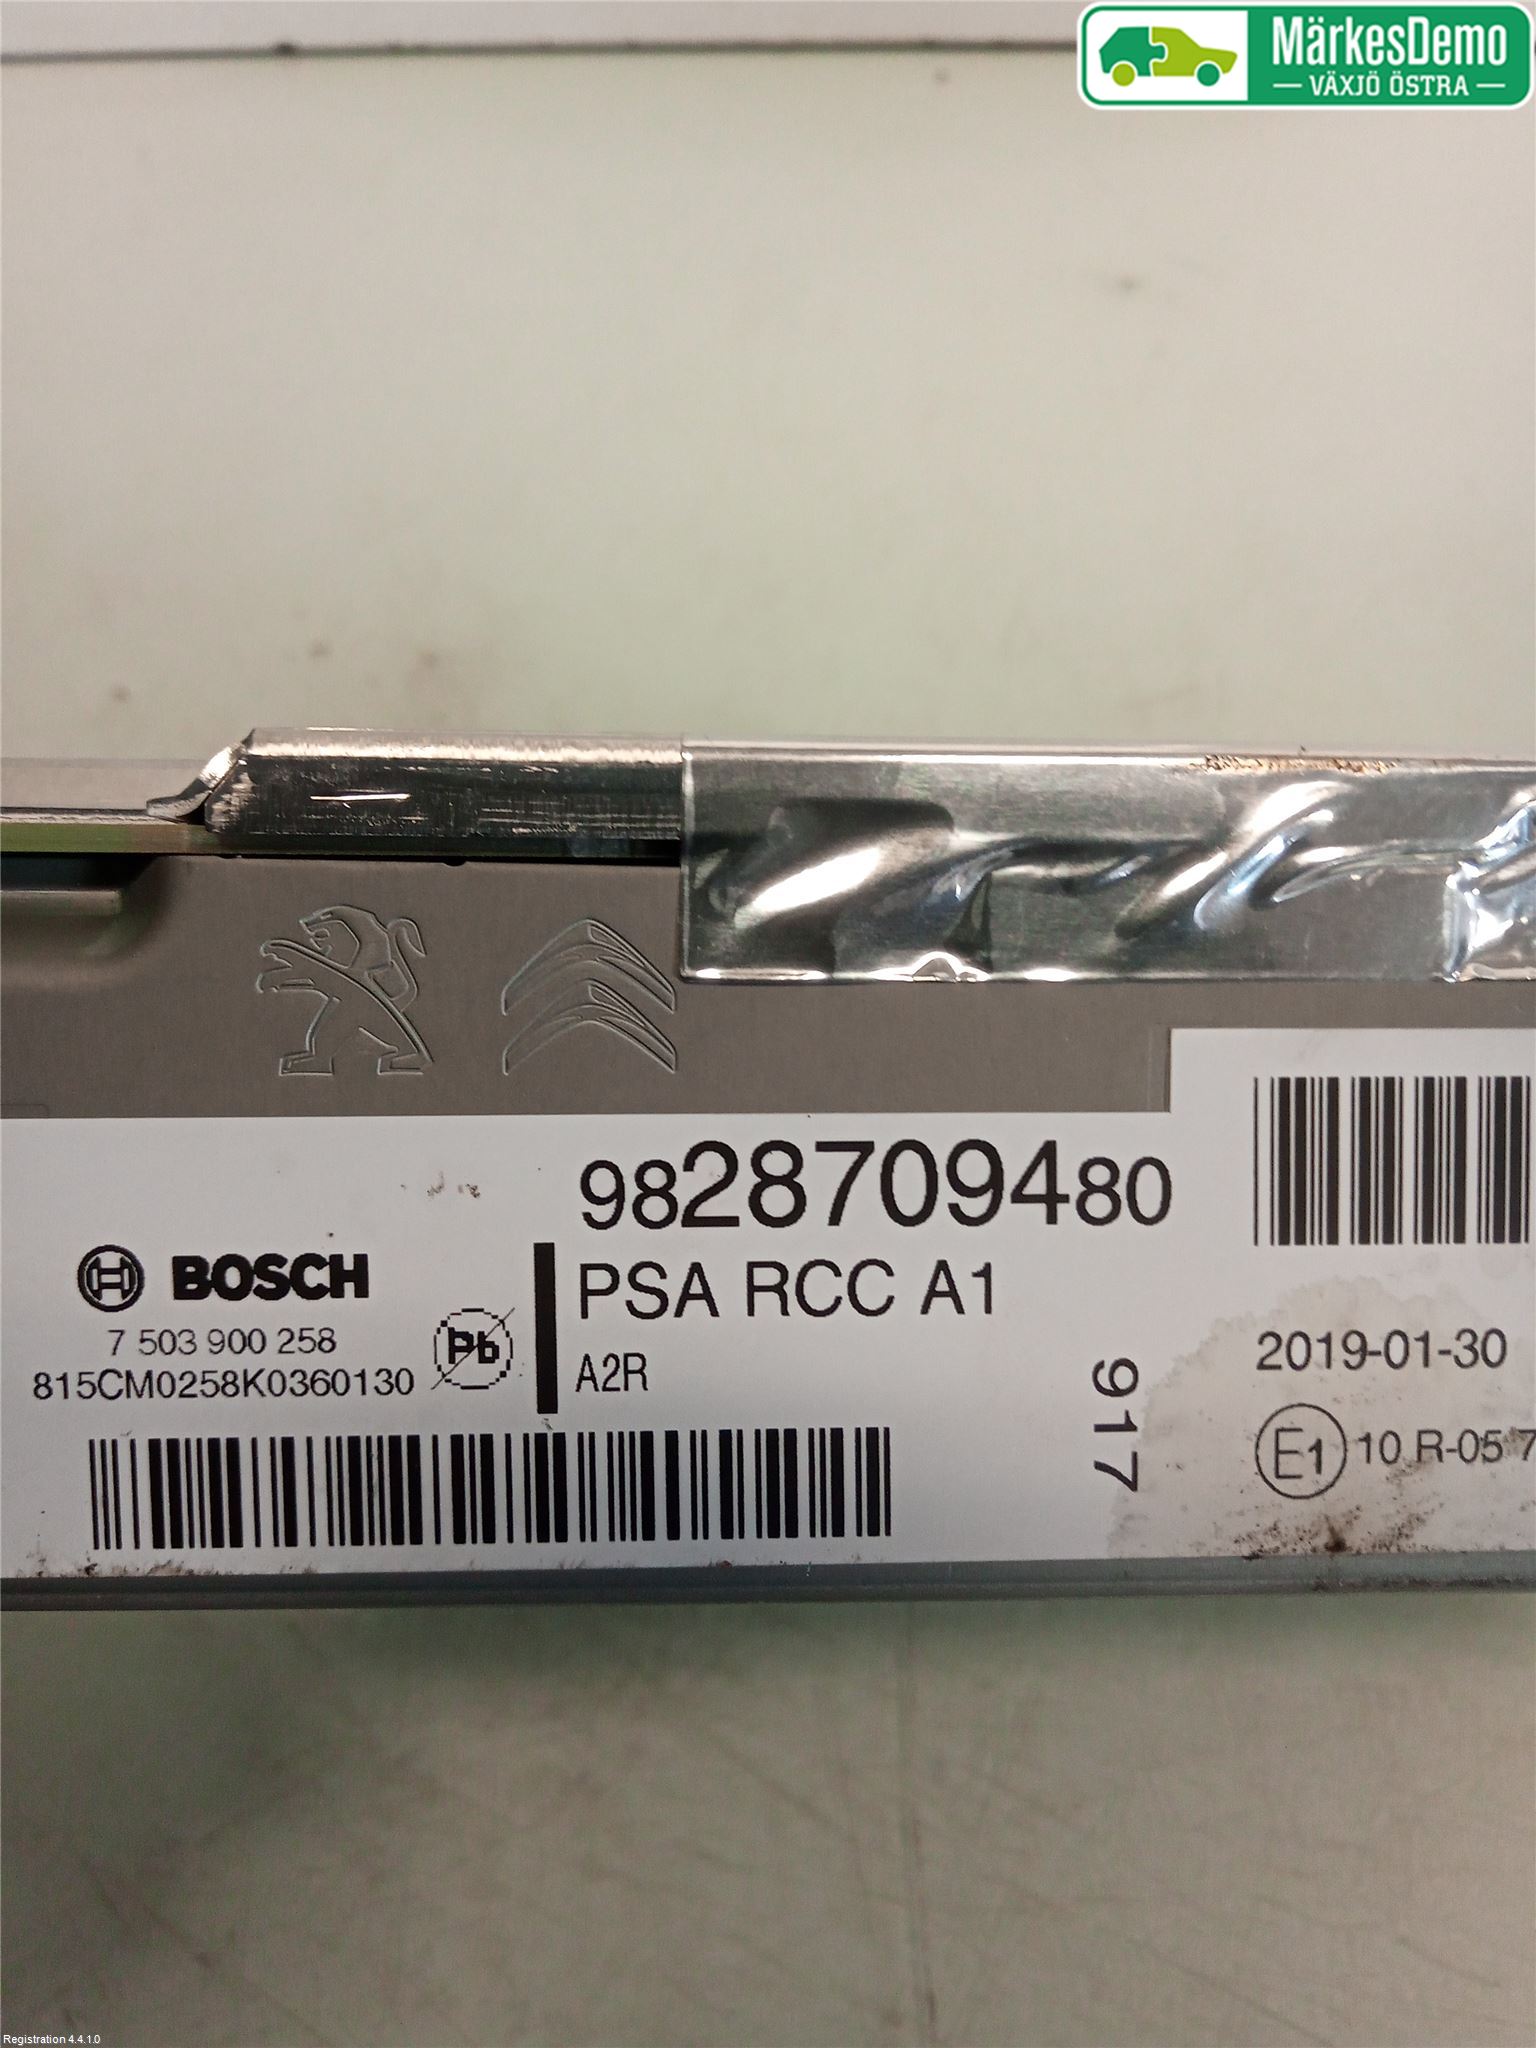 MärkesDemo
VÄXJÖ ÖSTRA
9828709480
BOSCH
PSA RCC A1
7 503 900 258
Pb
815CM0258K0360130
A2R
917
2019-01-30
E1 10 R-05 7
Registration 4.4.1.0